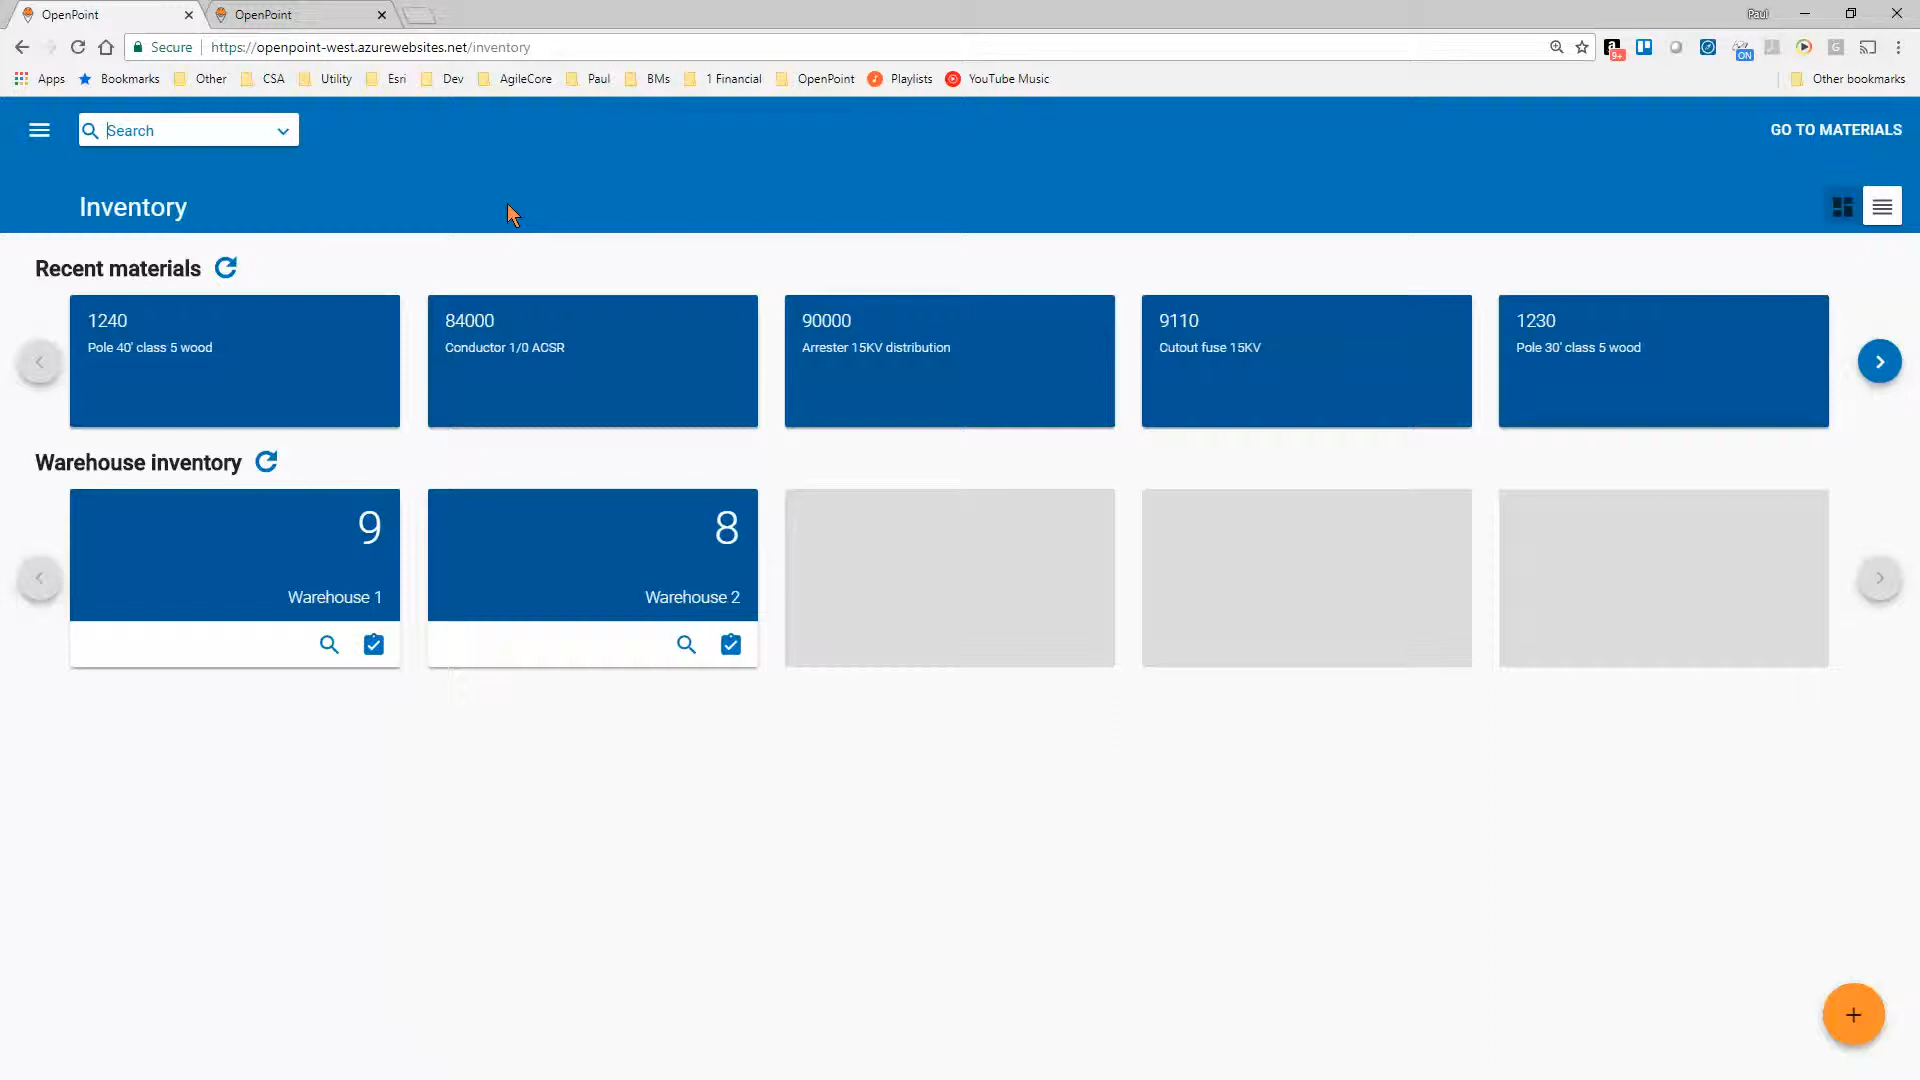 OpenPoint
OpenPoint
Paul
Secure
https://openpoint-west.azurewebsites.net/inventory
9+
ON
Apps
Bookmarks
Other
CSA
Utility
Esri
Dev
AgileCore
Paul
BMs
1 Financial
OpenPoint
Playlists
YouTube Music
Other bookmarks
Search
GO TO MATERIALS
Inventory
Recent materials
1240
Pole 40' class 5 wood
84000
Conductor 1/0 ACSR
90000
Arrester 15KV distribution
9110
Cutout fuse 15KV
1230
Pole 30' class 5 wood
Warehouse inventory
9
Warehouse 1
8
Warehouse 2